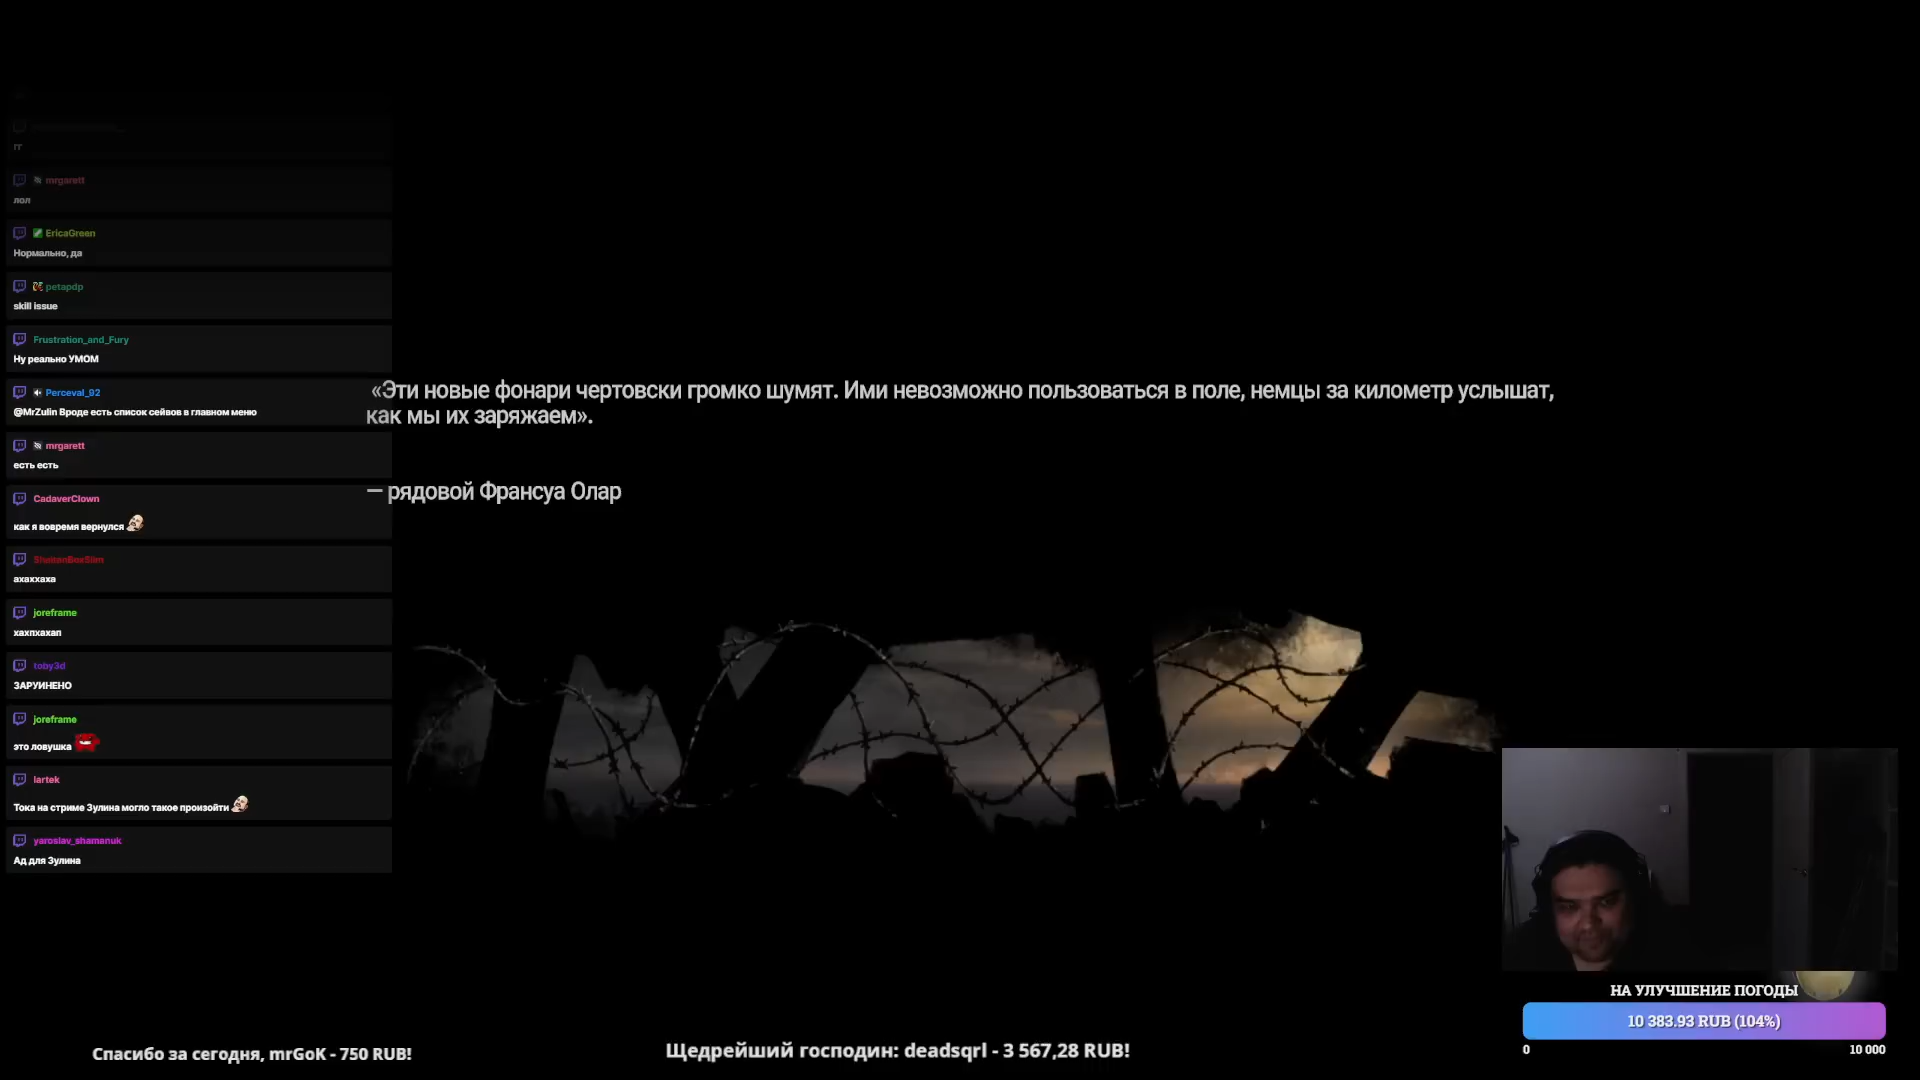 гг
mrgarett
лол
EricaGreen
Нормально, да
petapdp
skill issue
Frustration_and_Fury
Ну реально УМОМ
Perceval_92
@MrZulin Вроде есть список сейвов в главном меню
mrgarett
есть есть
CadaverClown
как я вовремя вернулся
ShaitanBoxSlim
ахаххаха
joreframe
хахпхахап
toby3d
ЗАРУИНЕНО
joreframe
это ловушка
lartek
Тока на стриме Зулина могло такое произойти
yaroslav_shamanuk
Ад для Зулина
«Эти новые фонари чертовски громко шумят. Ими невозможно пользоваться в поле, немцы за километр услышат,
как мы их заряжаем».
— рядовой Франсуа Олар
НА УЛУЧШЕНИЕ ПОГОДЫ
10 383.93 RUB (104%)
0
10 000
Спасибо за сегодня, mrGoK - 750 RUB!
Щедрейший господин: deadsqrl - 3 567,28 RUB!